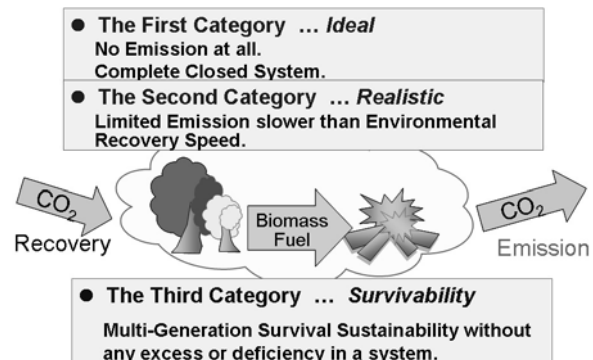 ● The First Category … Ideal
No Emission at all.
Complete Closed System.
● The Second Category … Realistic
Limited Emission slower than Environmental
Recovery Speed.
CO2
Recovery
Biomass
Fuel
CO2
Emission
● The Third Category … Survivability
Multi-Generation Survival Sustainability without
any excess or deficiency in a system.